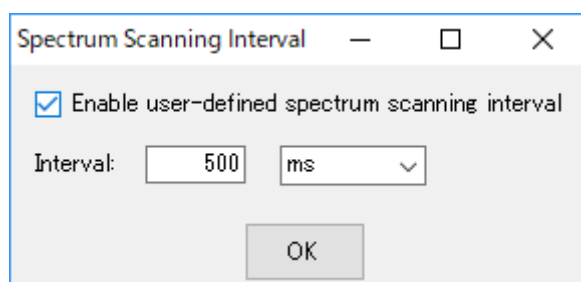 Spectrum Scanning Interval
Enable user-defined spectrum scanning interval
Interval: 500 ms
OK